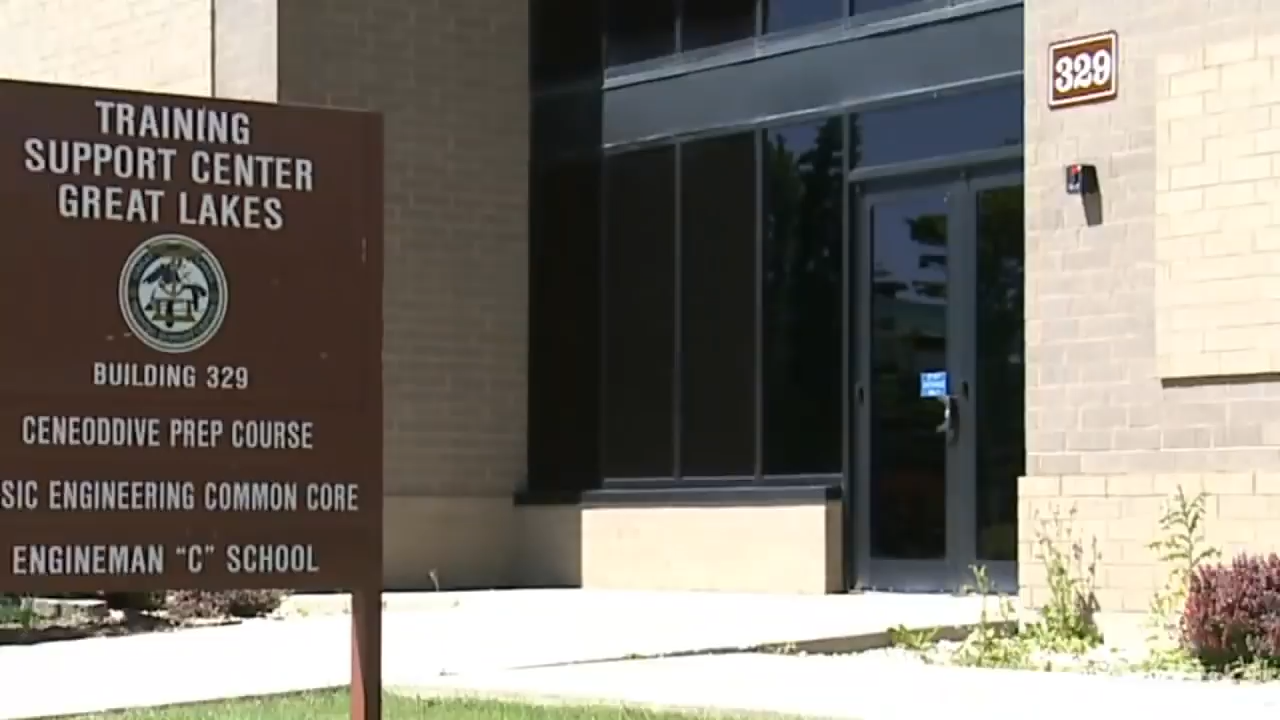 TRAINING
SUPPORT CENTER
GREAT LAKES
BUILDING 329
CENEODDIVE PREP COURSE
SIC ENGINEERING COMMON CORE
ENGINEMAN "C" SCHOOL
329